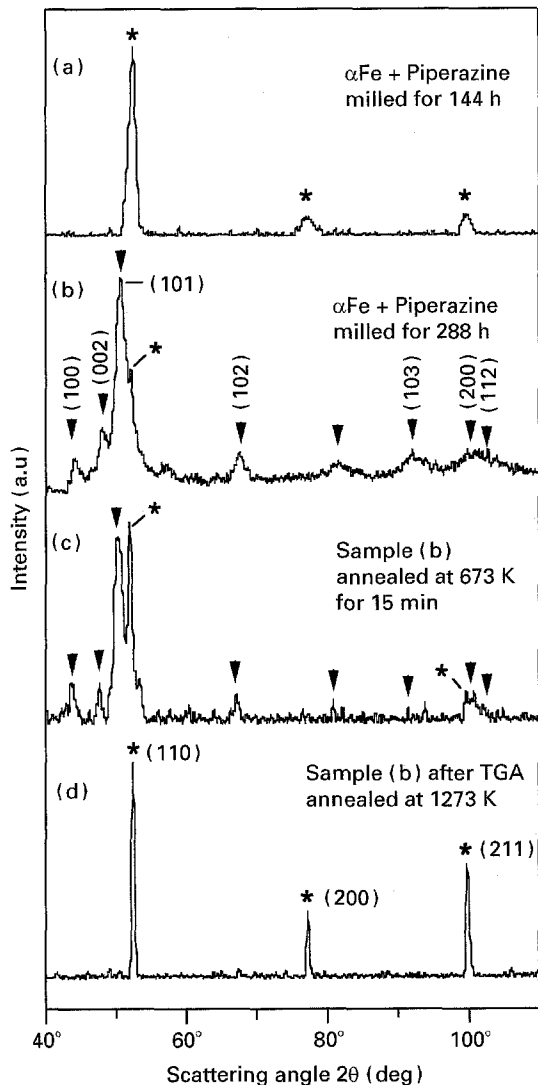 (a)
*
αFe + Piperazine
milled for 144 h
*
*
(b)
(101)
αFe + Piperazine
milled for 288 h
(100)
(002)
*
(102)
(103)
(200)
(112)
(c)
*
Sample (b)
annealed at 673 K
for 15 min
*
(d)
* (110)
Sample (b) after TGA
annealed at 1273 K
* (200)
* (211)
Intensity (a.u)
40° 60° 80° 100°
Scattering angle 2θ (deg)